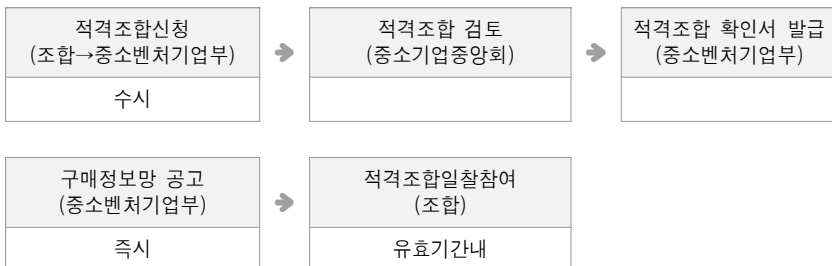 적격조합신청
(조합→중소벤처기업부)
수시
적격조합 검토
(중소기업중앙회)
적격조합 확인서 발급
(중소벤처기업부)
구매정보망 공고
(중소벤처기업부)
즉시
적격조합입찰참여
(조합)
유효기간내